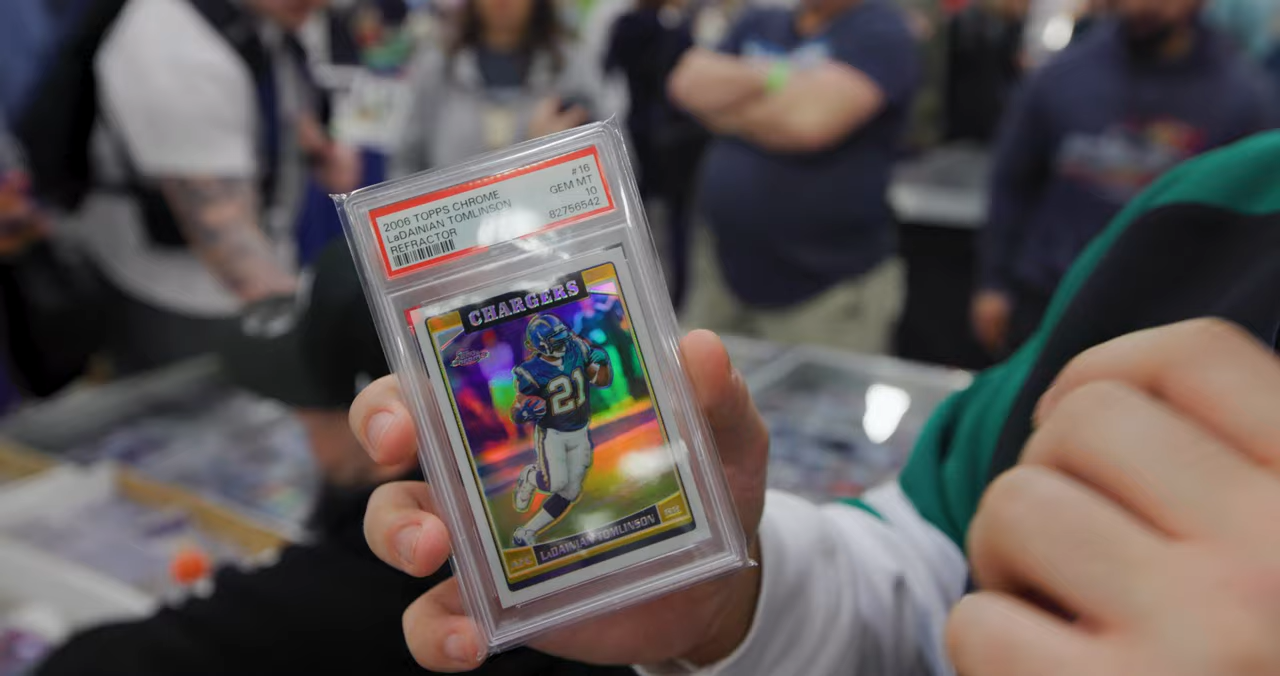 2006 TOPPS CHROME
#16
LaDAINIAN TOMLINSON
GEM MT
REFRACTOR
10
82756542
CHARGERS
21
LaDAINIAN TOMLINSON